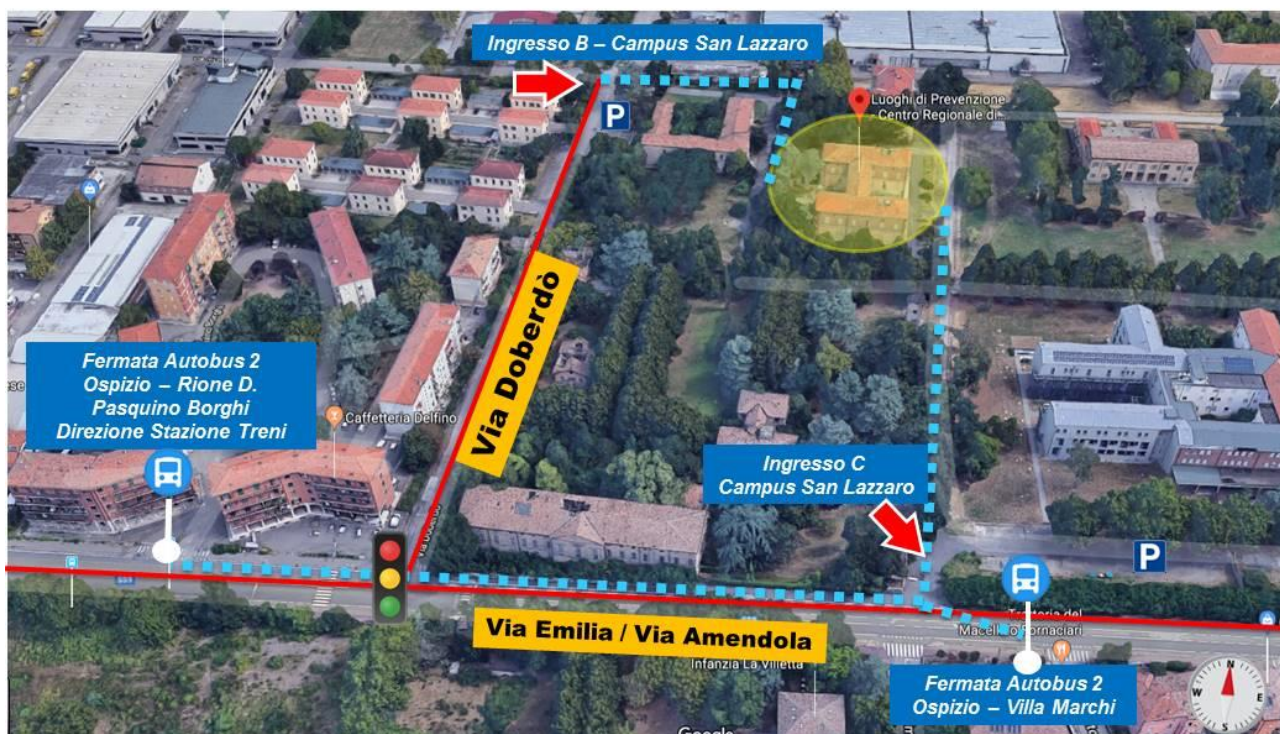 Ingresso B – Campus San Lazzaro
P
Luoghi di Prevenzione
Centro Regionale di..
Via Doberdò
Fermata Autobus 2
Ospizio – Rione D.
Pasquino Borghi
Direzione Stazione Treni
Caffetteria Delfino
Ingresso C
Campus San Lazzaro
Via Doberdò
P
Via Emilia / Via Amendola
Infanzia La Villetta
Fermata Autobus 2
Ospizio – Villa Marchi
N
W
E
S
Google